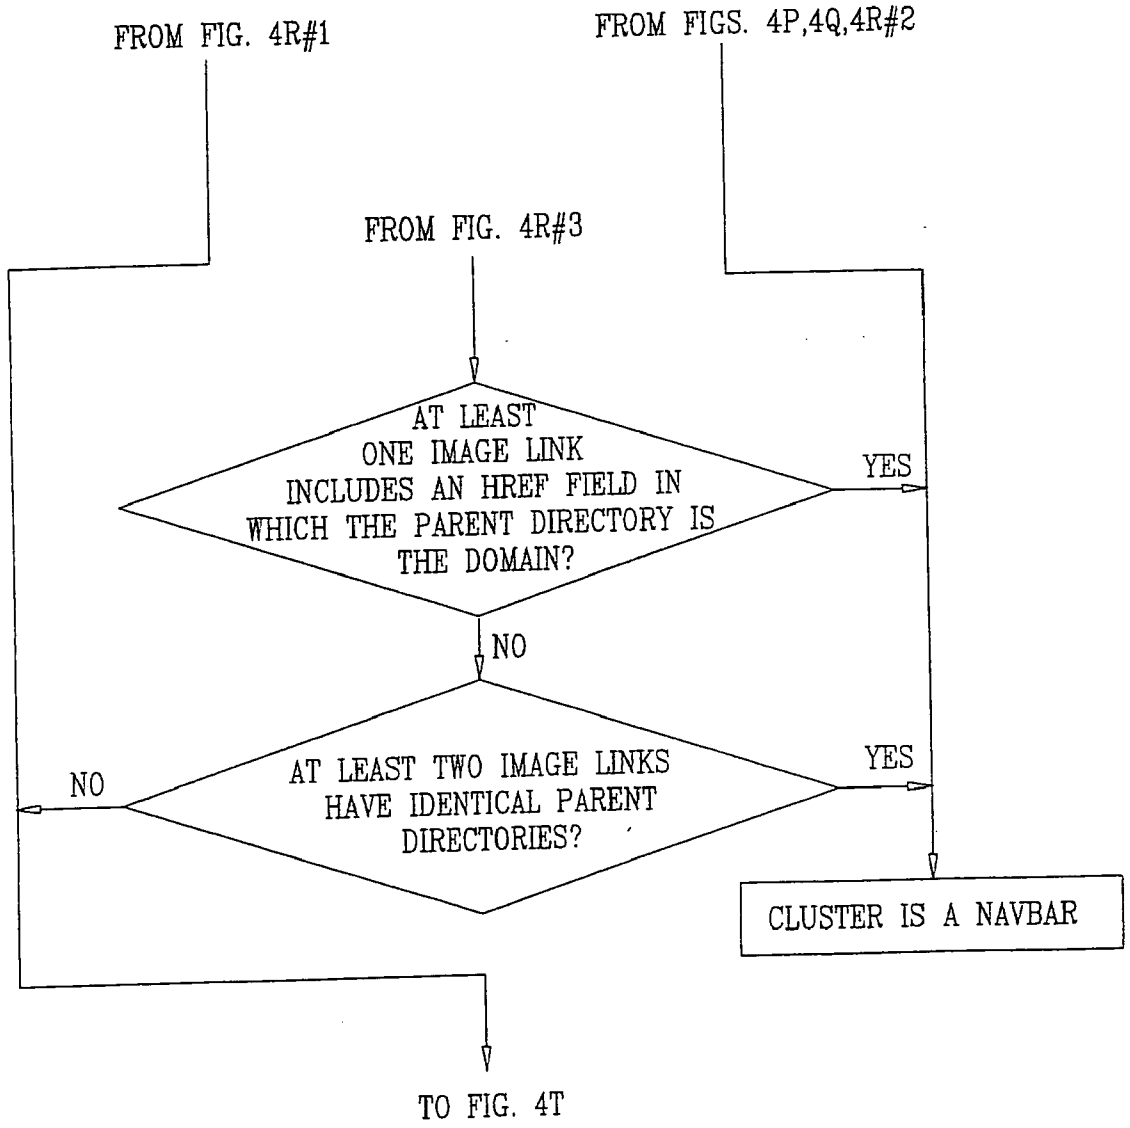 FROM FIG. 4R#1
FROM FIGS. 4P,4Q,4R#2
FROM FIG. 4R#3
AT LEAST
ONE IMAGE LINK
INCLUDES AN HREF FIELD IN
WHICH THE PARENT DIRECTORY IS
THE DOMAIN?
YES
NO
AT LEAST TWO IMAGE LINKS
HAVE IDENTICAL PARENT
DIRECTORIES?
NO
YES
CLUSTER IS A NAVBAR
TO FIG. 4T